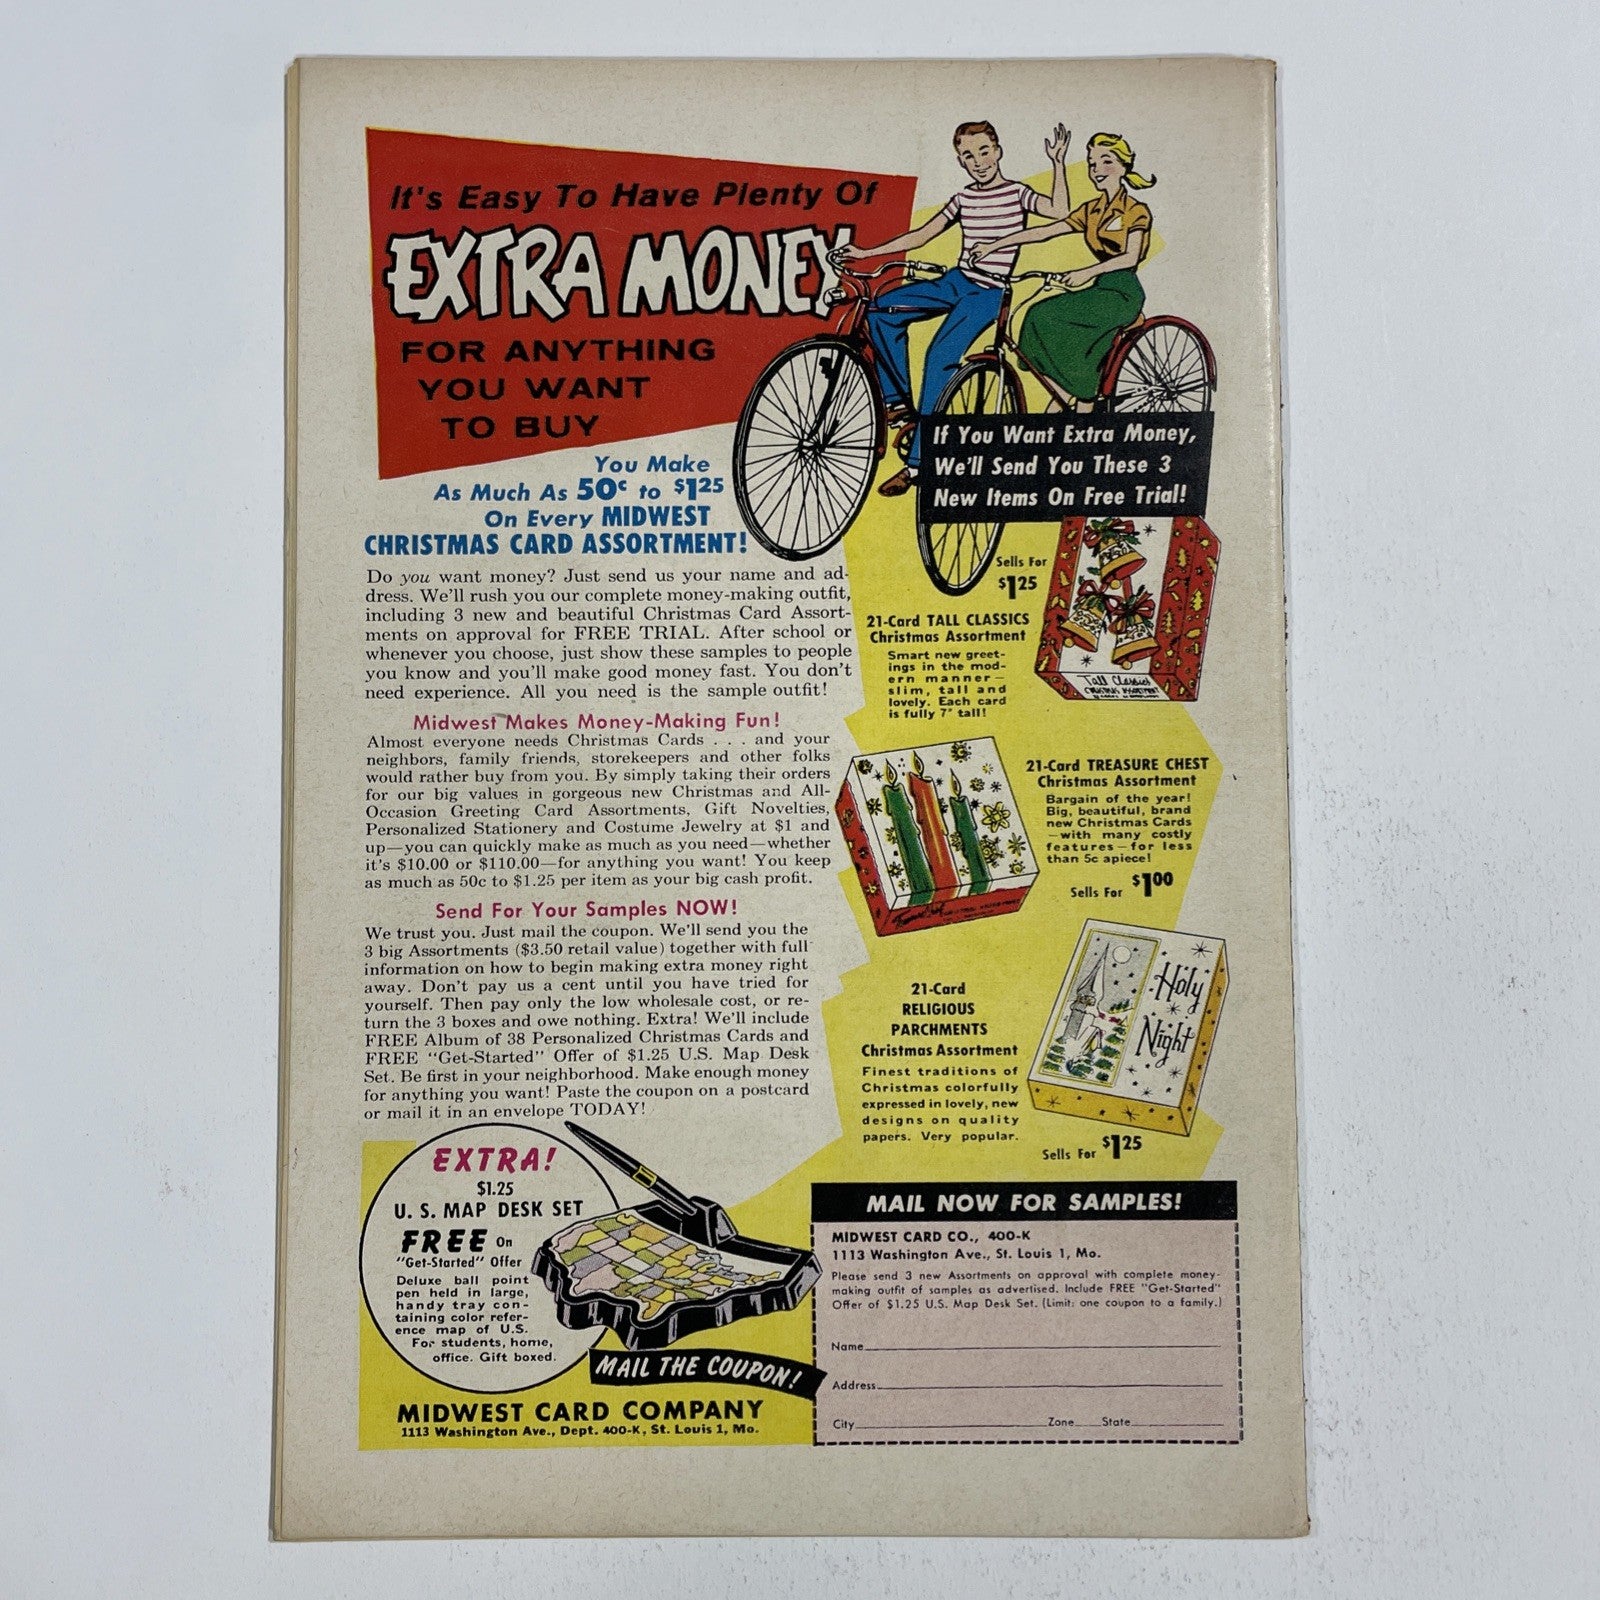 It's Easy To Have Plenty Of
EXTRA MONEY
FOR ANYTHING
YOU WANT
TO BUY
You Make
As Much As 50c to $1.25
On Every MIDWEST
CHRISTMAS CARD ASSORTMENT!
Do you want money? Just send us your name and ad-
dress. We'll rush you our complete money-making outfit,
including 3 new and beautiful Christmas Card Assort-
ments on approval for FREE TRIAL. After school or
whenever you choose, just show these samples to people
you know and you'll make good money fast. You don't
need experience. All you need is the sample outfit!
Midwest Makes Money-Making Fun!
Almost everyone needs Christmas Cards . . . and your
neighbors, family friends, storekeepers and other folks
would rather buy from you. By simply taking their orders
for our big values in gorgeous new Christmas and All-
Occasion Greeting Card Assortments, Gift Novelties,
Personalized Stationery and Costume Jewelry at $1 and
up—you can quickly make as much as you need—whether
it's $10.00 or $110.00—for anything you want! You keep
as much as 50c to $1.25 per item as your big cash profit.
Send For Your Samples NOW!
We trust you. Just mail the coupon. We'll send you the
3 big Assortments ($3.50 retail value) together with full
information on how to begin making extra money right
away. Don't pay us a cent until you have tried for
yourself. Then pay only the low wholesale cost, or re-
turn the 3 boxes and owe nothing. Extra! We'll include
FREE Album of 38 Personalized Christmas Cards and
FREE "Get-Started" Offer of $1.25 U.S. Map Desk
Set. Be first in your neighborhood. Make enough money
for anything you want! Paste the coupon on a postcard
or mail it in an envelope TODAY!
If You Want Extra Money,
We'll Send You These 3
New Items On Free Trial!
Sells For
$1.25
21-Card TALL CLASSICS
Christmas Assortment
Smart new greet-
ings in the mod-
ern manner—
slim, tall and
lovely. Each card
is fully 7" tall!
Tall Classics
CHRISTMAS ASSORTMENT
21-Card TREASURE CHEST
Christmas Assortment
Bargain of the year!
Big, beautiful, brand
new Christmas Cards
—with many costly
features—for less
than 5c apiece!
Sells For $1.00
21-Card
RELIGIOUS
PARCHMENTS
Christmas Assortment
Finest traditions of
Christmas colorfully
expressed in lovely, new
designs on quality
papers. Very popular.
Holy
Night
Sells For $1.25
EXTRA!
$1.25
U. S. MAP DESK SET
FREE On
"Get-Started" Offer
Deluxe ball point
pen held in large,
handy tray con-
taining color refer-
ence map of U.S.
For students, home,
office. Gift boxed.
MAIL THE COUPON!
MIDWEST CARD COMPANY
1113 Washington Ave., Dept. 400-K, St. Louis 1, Mo.
MAIL NOW FOR SAMPLES!
MIDWEST CARD CO., 400-K
1113 Washington Ave., St. Louis 1, Mo.
Please send 3 new Assortments on approval with complete money-
making outfit of samples as advertised. Include FREE "Get-Started"
Offer of $1.25 U.S. Map Desk Set. (Limit: one coupon to a family.)
Name
Address
City Zone State